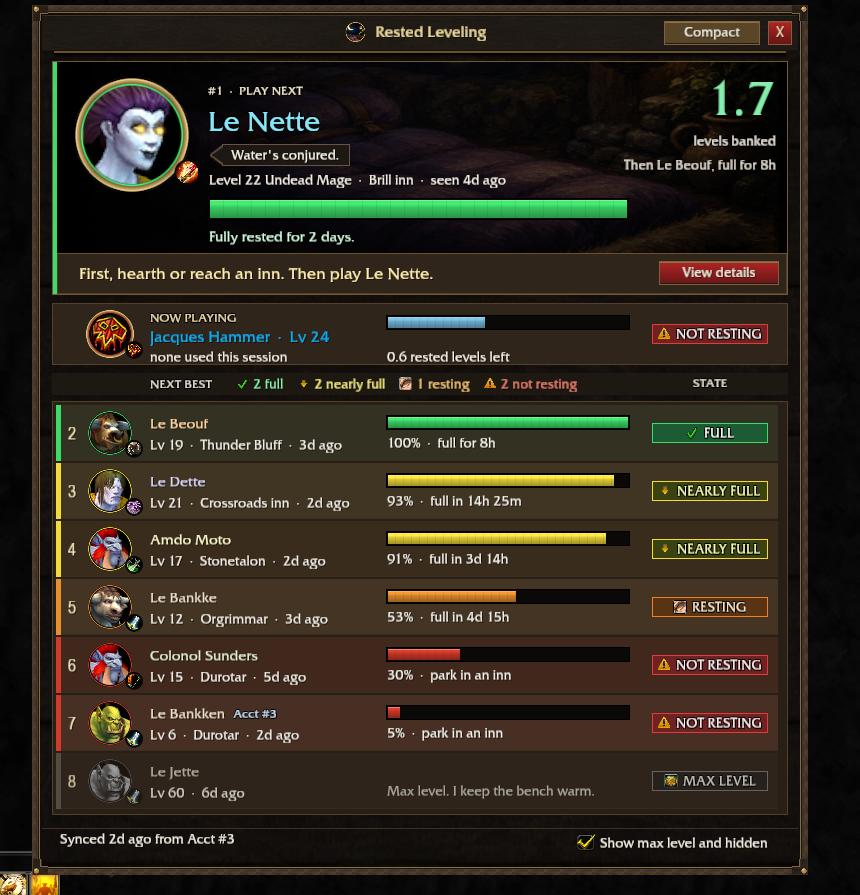 Rested Leveling
Compact
X
#1 · PLAY NEXT
Le Nette
Water's conjured.
Level 22 Undead Mage · Brill inn · seen 4d ago
Fully rested for 2 days.
1.7
levels banked
Then Le Beouf, full for 8h
First, hearth or reach an inn. Then play Le Nette.
View details
NOW PLAYING
Jacques Hammer · Lv 24
none used this session
0.6 rested levels left
NOT RESTING
NEXT BEST
2 full
2 nearly full
1 resting
2 not resting
STATE
2
Le Beouf
Lv 19 · Thunder Bluff · 3d ago
100% · full for 8h
FULL
3
Le Dette
Lv 21 · Crossroads inn · 2d ago
93% · full in 14h 25m
NEARLY FULL
4
Amdo Moto
Lv 17 · Stonetalon · 2d ago
91% · full in 3d 14h
NEARLY FULL
5
Le Bankke
Lv 12 · Orgrimmar · 3d ago
53% · full in 4d 15h
RESTING
6
Colonol Sunders
Lv 15 · Durotar · 5d ago
30% · park in an inn
NOT RESTING
7
Le Bankken Acct #3
Lv 6 · Durotar · 2d ago
5% · park in an inn
NOT RESTING
8
Le Jette
Lv 60 · 6d ago
Max level. I keep the bench warm.
MAX LEVEL
Synced 2d ago from Acct #3
Show max level and hidden